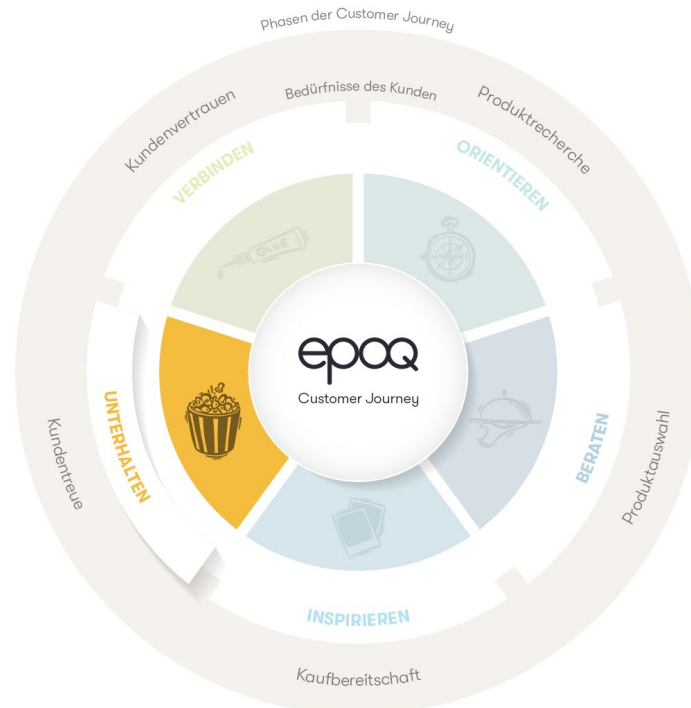 Phasen der Customer Journey
Bedürfnisse des Kunden
Kundenvertrauen
Produktrecherche
VERBINDEN
ORIENTIEREN
GLUE
epoq
Customer Journey
UNTERHALTEN
BERATEN
Kundentreue
Produktauswahl
INSPIRIEREN
Kaufbereitschaft